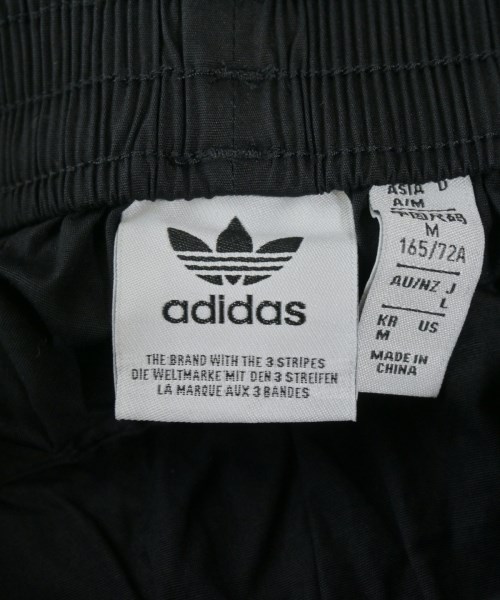 adidas
THE BRAND WITH THE 3 STRIPES
DIE WELTMARKE MIT DEN 3 STREIFEN
LA MARQUE AUX 3 BANDES
ASIA D
A/M
M
165/72A
AU/NZ J
L
KR US
M
MADE IN
CHINA